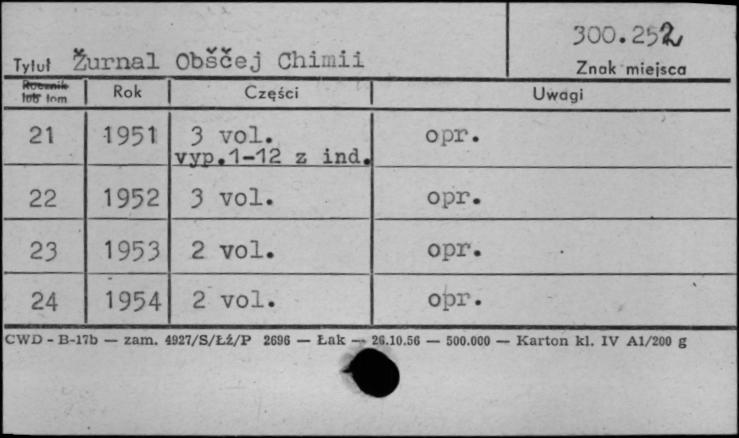 300.252
Tytuł Žurnal Obščej Chimii
Znak miejsca
Rocznik lub tom Rok Części Uwagi
21 1951 3 vol. opr.
vyp.1-12 z ind.
22 1952 3 vol. opr.
23 1953 2 vol. opr.
24 1954 2 vol. opr.
CWD - B-17b — zam. 4927/S/ŁŻ/P 2696 — Łak — 26.10.56 — 500.000 — Karton kl. IV A1/200 g